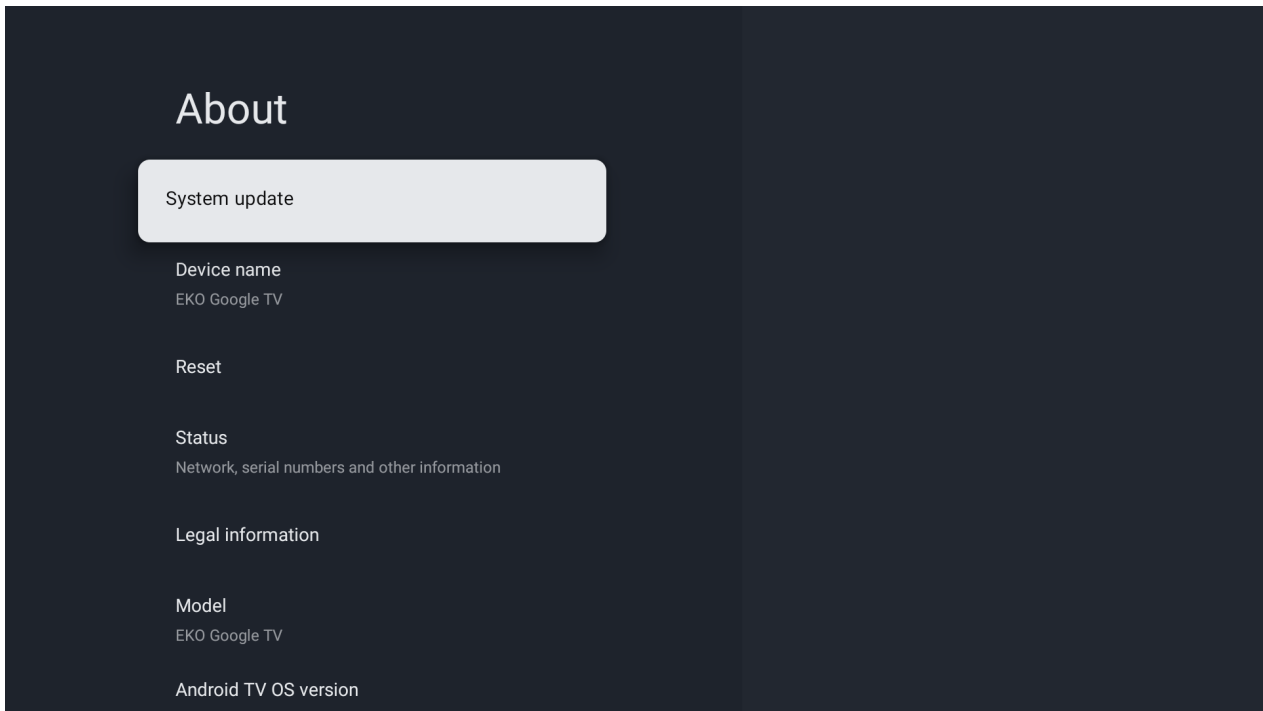 About
System update
Device name
EKO Google TV
Reset
Status
Network, serial numbers and other information
Legal information
Model
EKO Google TV
Android TV OS version